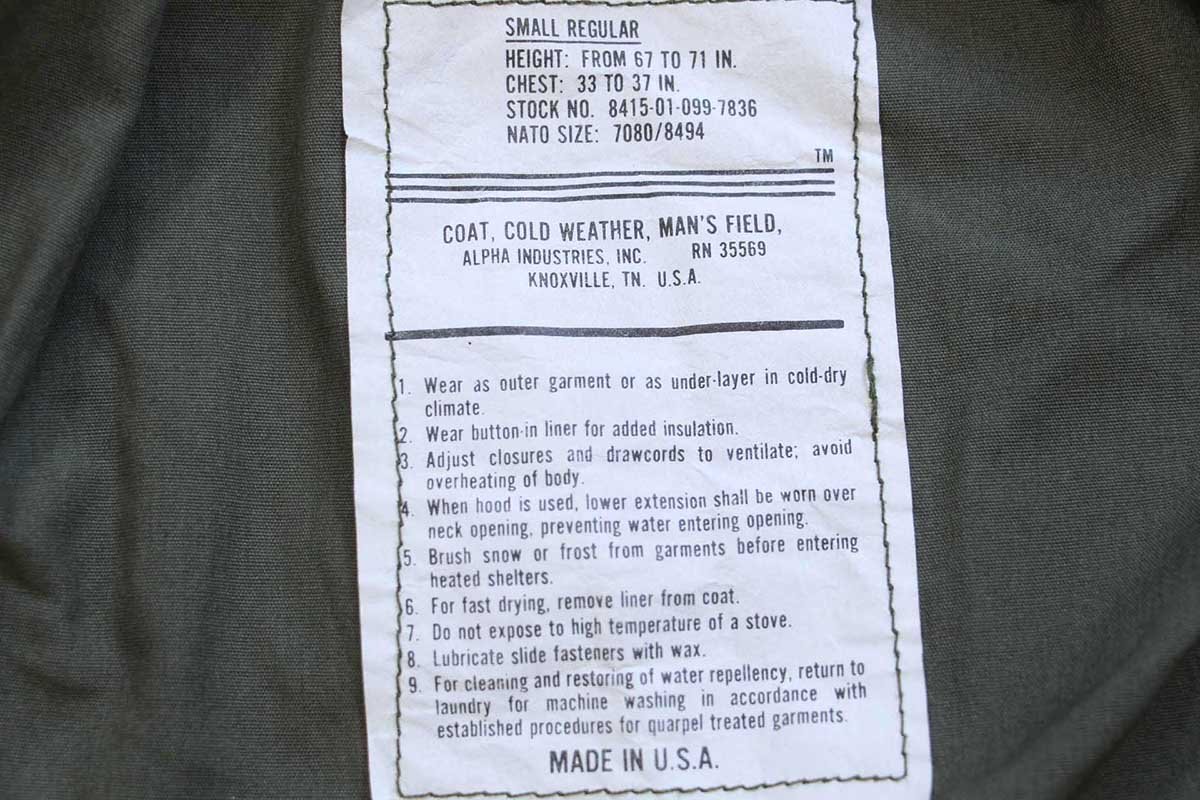 SMALL REGULAR
HEIGHT: FROM 67 TO 71 IN.
CHEST: 33 TO 37 IN.
STOCK NO. 8415-01-099-7836
NATO SIZE: 7080/8494
TM
COAT, COLD WEATHER, MAN'S FIELD,
ALPHA INDUSTRIES, INC. RN 35569
KNOXVILLE, TN. U.S.A.
1. Wear as outer garment or as under-layer in cold-dry
climate.
2. Wear button-in liner for added insulation.
3. Adjust closures and drawcords to ventilate; avoid
overheating of body.
4. When hood is used, lower extension shall be worn over
neck opening, preventing water entering opening.
5. Brush snow or frost from garments before entering
heated shelters.
6. For fast drying, remove liner from coat.
7. Do not expose to high temperature of a stove.
8. Lubricate slide fasteners with wax.
9. For cleaning and restoring of water repellency, return to
laundry for machine washing in accordance with
established procedures for quarpel treated garments.
MADE IN U.S.A.